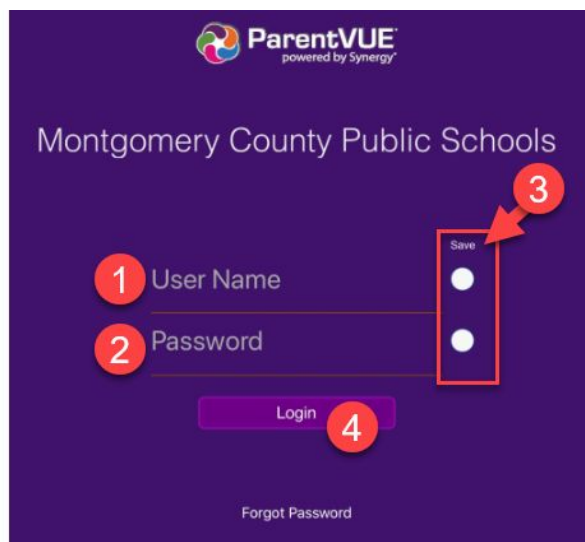 ParentVUE
powered by Synergy
Montgomery County Public Schools
3
Save
1 User Name
2 Password
Login 4
Forgot Password